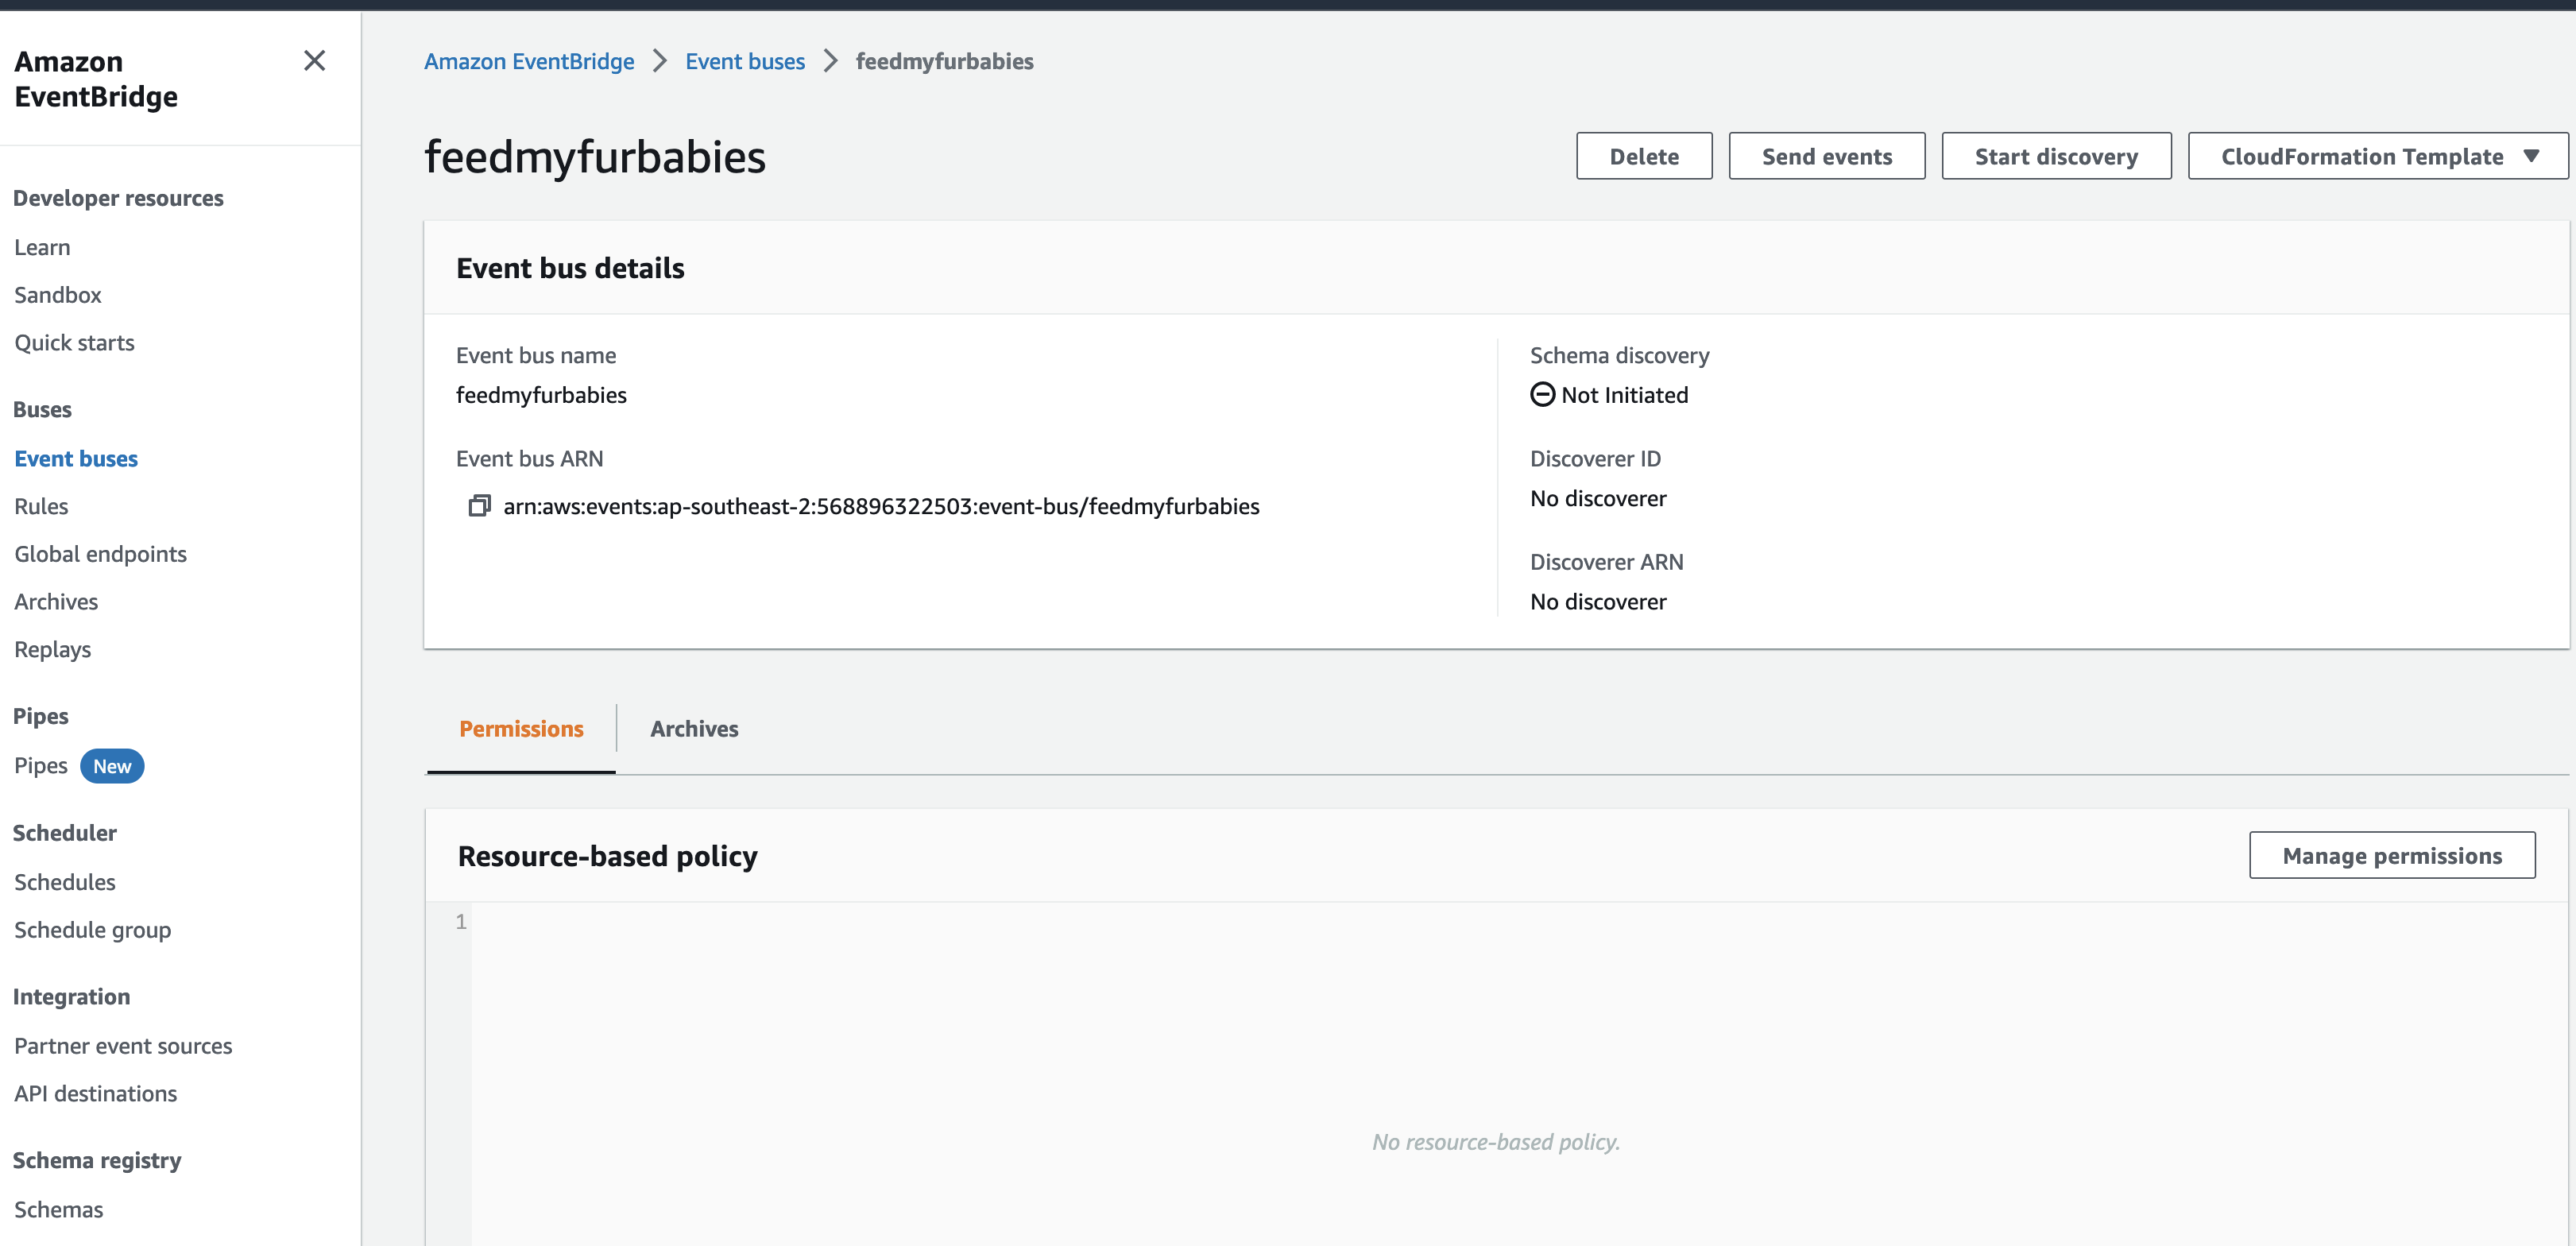 Amazon
EventBridge
Developer resources
Learn
Sandbox
Quick starts
Buses
Event buses
Rules
Global endpoints
Archives
Replays
Pipes
Pipes New
Scheduler
Schedules
Schedule group
Integration
Partner event sources
API destinations
Schema registry
Schemas
Amazon EventBridge > Event buses > feedmyfurbabies
feedmyfurbabies
Delete
Send events
Start discovery
CloudFormation Template
Event bus details
Event bus name
feedmyfurbabies
Event bus ARN
arn:aws:events:ap-southeast-2:568896322503:event-bus/feedmyfurbabies
Schema discovery
Not Initiated
Discoverer ID
No discoverer
Discoverer ARN
No discoverer
Permissions
Archives
Resource-based policy
Manage permissions
1
No resource-based policy.